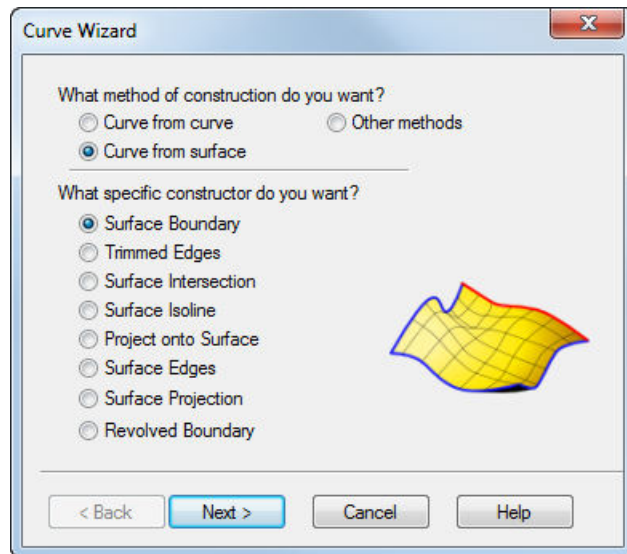 Curve Wizard
What method of construction do you want?
Curve from curve Other methods
Curve from surface
What specific constructor do you want?
Surface Boundary
Trimmed Edges
Surface Intersection
Surface Isoline
Project onto Surface
Surface Edges
Surface Projection
Revolved Boundary
< Back Next > Cancel Help